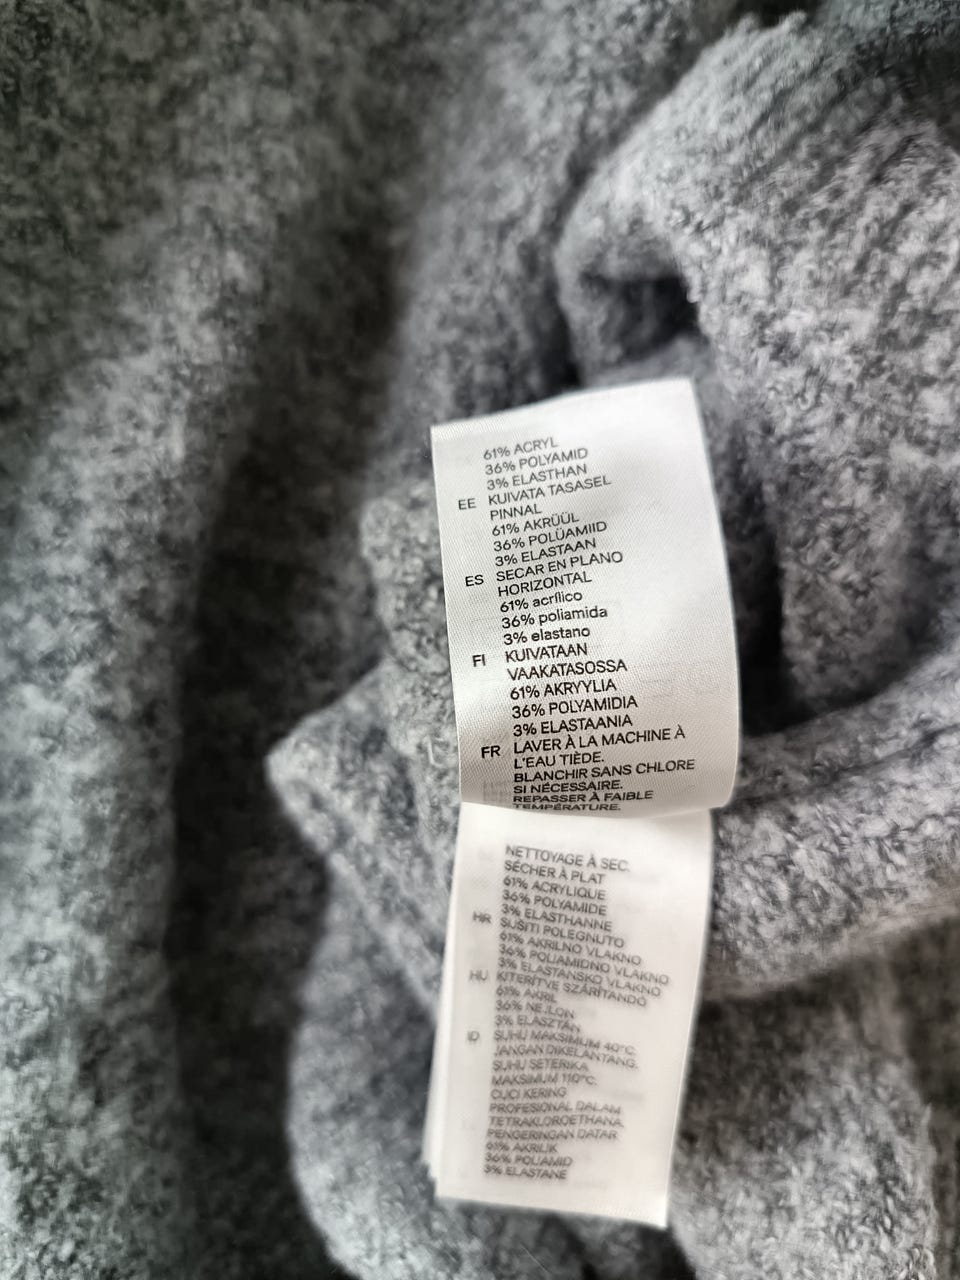 61% ACRYL
36% POLYAMID
3% ELASTHAN
EE KUIVATA TASASEL
PINNAL
61% AKRÜÜL
36% POLÜAMIID
3% ELASTAAN
ES SECAR EN PLANO
HORIZONTAL
61% acrílico
36% poliamida
3% elastano
FI KUIVATAAN
VAAKATASOSSA
61% AKRYYLIA
36% POLYAMIDIA
3% ELASTAANIA
FR LAVER À LA MACHINE À
L'EAU TIÈDE.
BLANCHIR SANS CHLORE
SI NÉCESSAIRE.
REPASSER À FAIBLE
TEMPÉRATURE.
NETTOYAGE À SEC.
SÉCHER À PLAT
61% ACRYLIQUE
36% POLYAMIDE
3% ELASTHANNE
HR SUŠITI POLEGNUTO
61% AKRILNO VLAKNO
36% POLIAMIDNO VLAKNO
3% ELASTANSKO VLAKNO
HU KITERÍTVE SZÁRÍTANDÓ
61% AKRIL
36% NEJLON
3% ELASZTÁN
ID SUHU MAKSIMUM 40°C.
JANGAN DIKELANTANG.
SUHU SETERIKA
MAKSIMUM 110°C.
CUCI KERING
PROFESIONAL DALAM
TETRAKLOROETHANA.
PENGERINGAN DATAR
61% AKRILIK
36% POLIAMID
3% ELASTANE